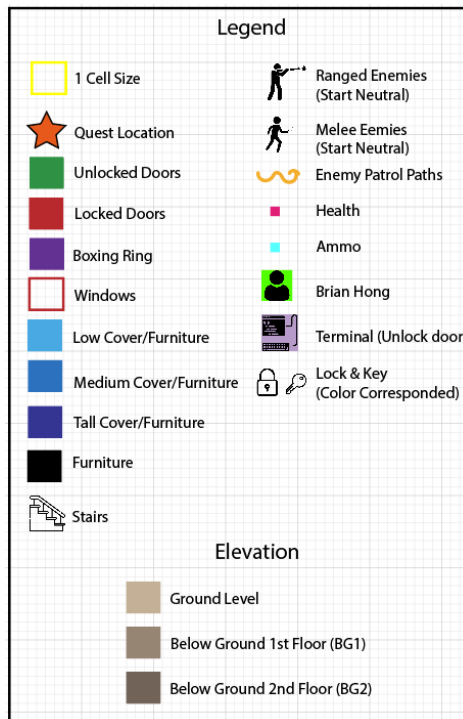 Legend
1 Cell Size
Quest Location
Unlocked Doors
Locked Doors
Boxing Ring
Windows
Low Cover/Furniture
Medium Cover/Furniture
Tall Cover/Furniture
Furniture
Stairs
Ranged Enemies
(Start Neutral)
Melee Eemies
(Start Neutral)
Enemy Patrol Paths
Health
Ammo
Brian Hong
Terminal (Unlock door
Lock & Key
(Color Corresponded)
Elevation
Ground Level
Below Ground 1st Floor (BG1)
Below Ground 2nd Floor (BG2)